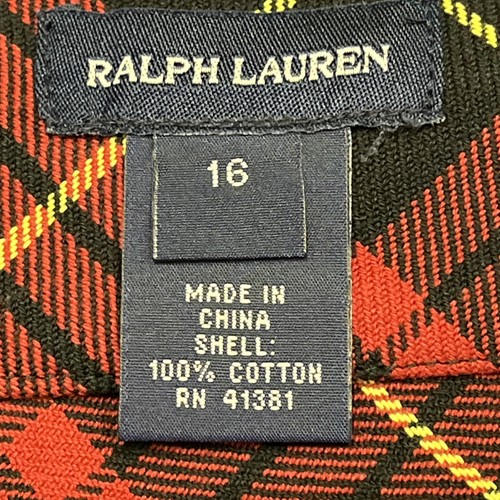 RALPH LAUREN
16
MADE IN
CHINA
SHELL:
100% COTTON
RN 41381